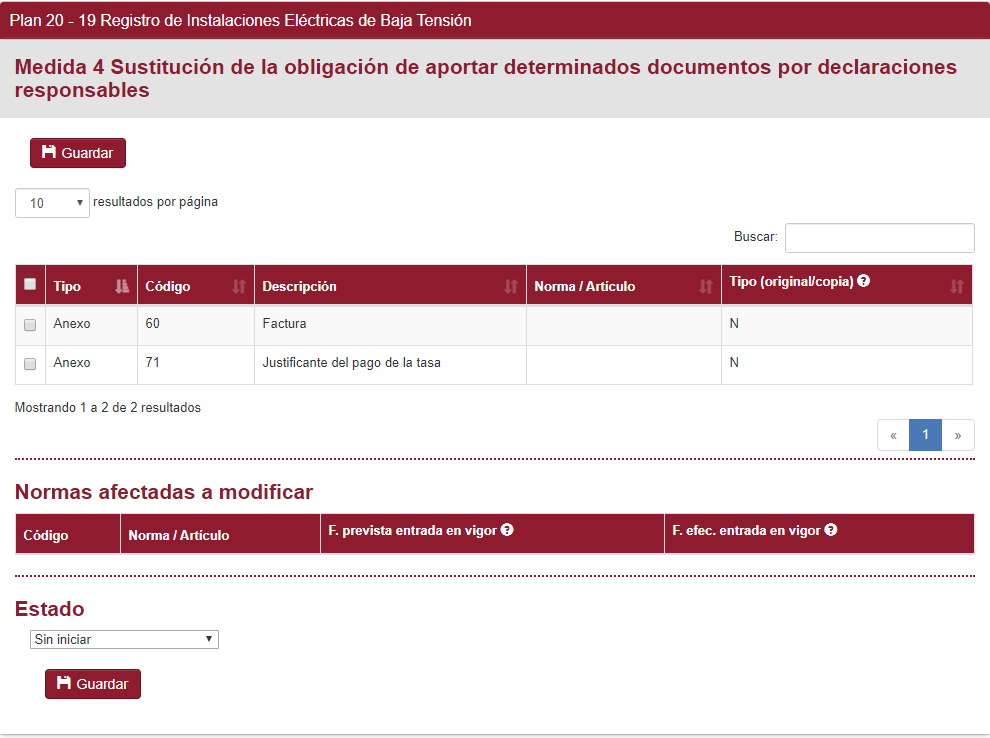 Plan 20 - 19 Registro de Instalaciones Eléctricas de Baja Tensión
Medida 4 Sustitución de la obligación de aportar determinados documentos por declaraciones
responsables
Guardar
10 resultados por página
Buscar:
Tipo Código Descripción Norma / Artículo Tipo (original/copia) ?
Anexo 60 Factura N
Anexo 71 Justificante del pago de la tasa N
Mostrando 1 a 2 de 2 resultados
« 1 »
Normas afectadas a modificar
Código Norma / Artículo F. prevista entrada en vigor ? F. efec. entrada en vigor ?
Estado
Sin iniciar
Guardar